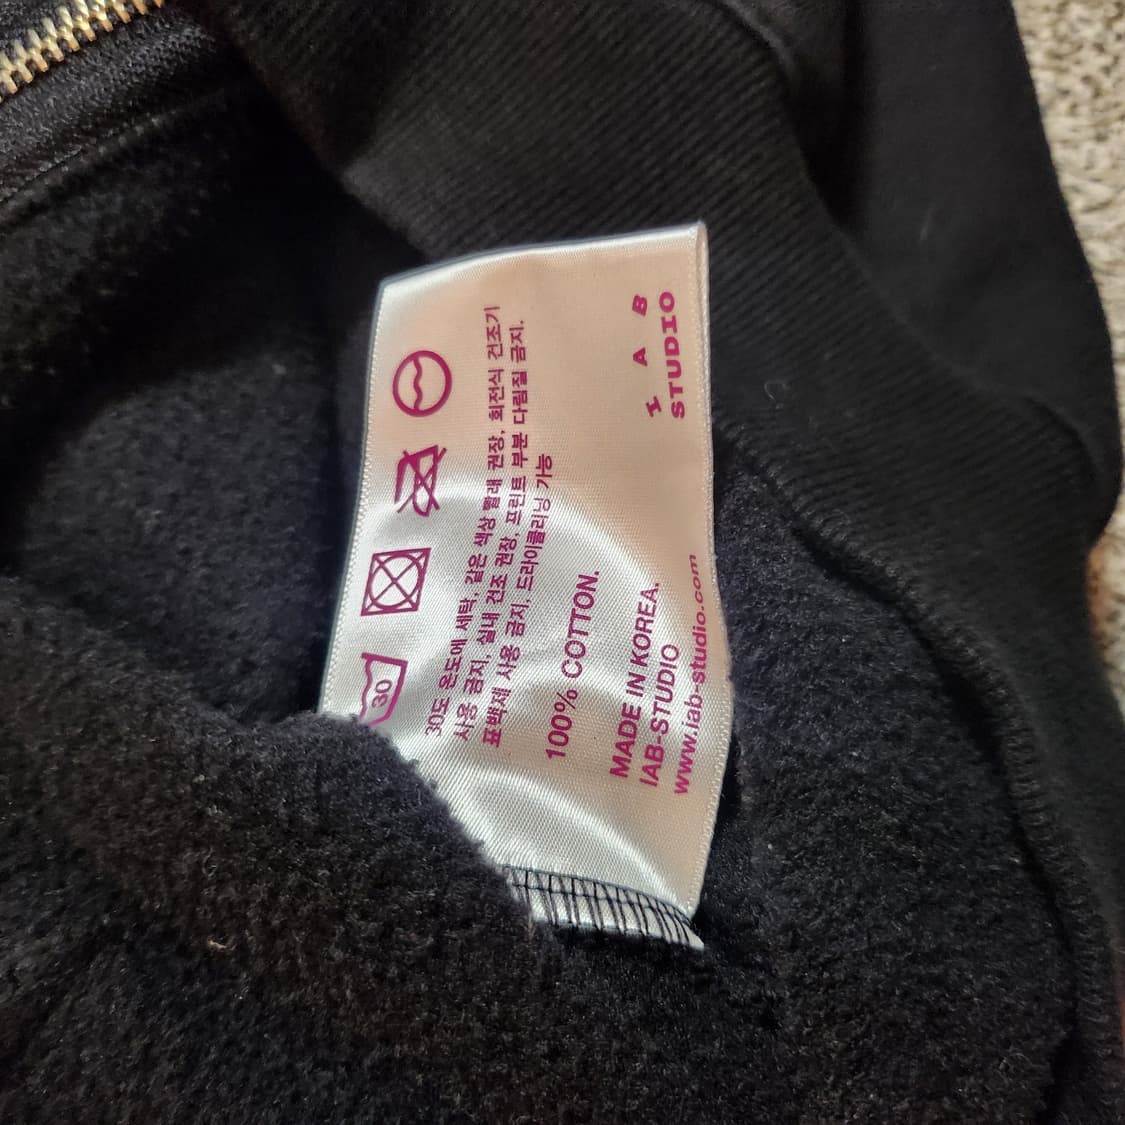 30
30도 온도에 세탁, 같은 색상 빨래 권장, 회전식 건조기
사용 금지, 실내 건조 권장, 프린트 부분 다림질 금지.
표백제 사용 금지, 드라이클리닝 가능
100% COTTON.
MADE IN KOREA.
IAB-STUDIO
www.iab-studio.com
I A B
STUDIO